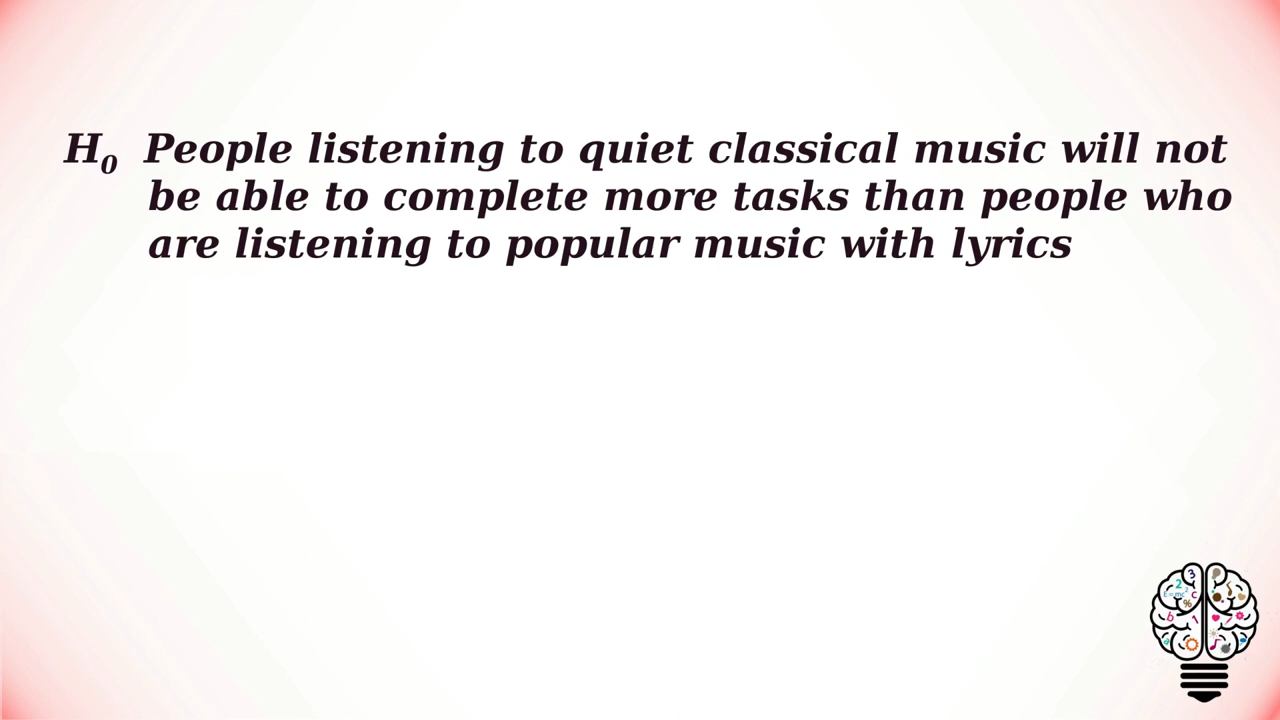 H₀ People listening to quiet classical music will not
be able to complete more tasks than people who
are listening to popular music with lyrics